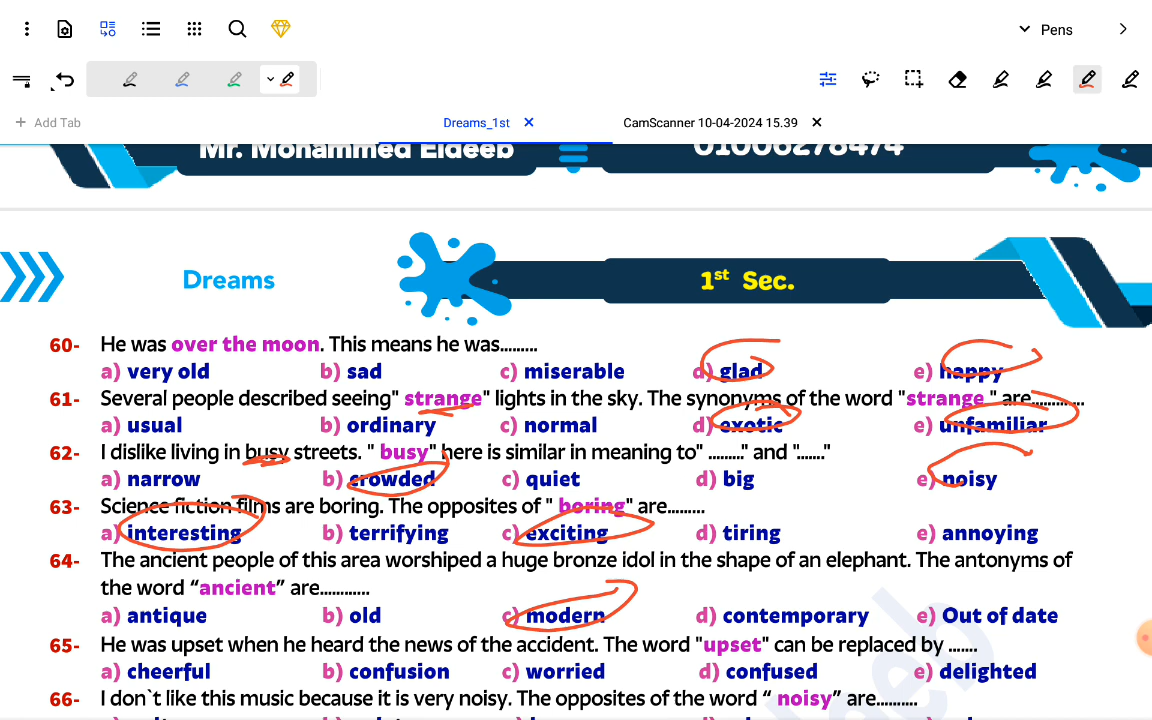 Pens
Add Tab
Dreams_1st
CamScanner 10-04-2024 15.39
Mr. Mohammed Eldeeb
01006278474
Dreams
1st Sec.
60- He was over the moon. This means he was.........
a) very old b) sad c) miserable d) glad e) happy
61- Several people described seeing" strange" lights in the sky. The synonyms of the word "strange " are............
a) usual b) ordinary c) normal d) exotic e) unfamiliar
62- I dislike living in busy streets. " busy" here is similar in meaning to" ........." and "......."
a) narrow b) crowded c) quiet d) big e) noisy
63- Science fiction films are boring. The opposites of " boring" are.........
a) interesting b) terrifying c) exciting d) tiring e) annoying
64- The ancient people of this area worshiped a huge bronze idol in the shape of an elephant. The antonyms of
the word “ancient” are............
a) antique b) old c) modern d) contemporary e) Out of date
65- He was upset when he heard the news of the accident. The word "upset" can be replaced by .......
a) cheerful b) confusion c) worried d) confused e) delighted
66- I don`t like this music because it is very noisy. The opposites of the word “ noisy” are..........